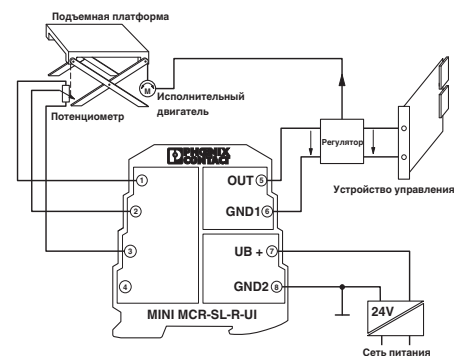 Подъемная платформа
M
Исполнительный
двигатель
Потенциометр
Регулятор
Устройство управления
PHOENIX
CONTACT
1
OUT 5
2
GND1 6
3
UB + 7
4
GND2 8
MINI MCR-SL-R-UI
24V
Сеть питания